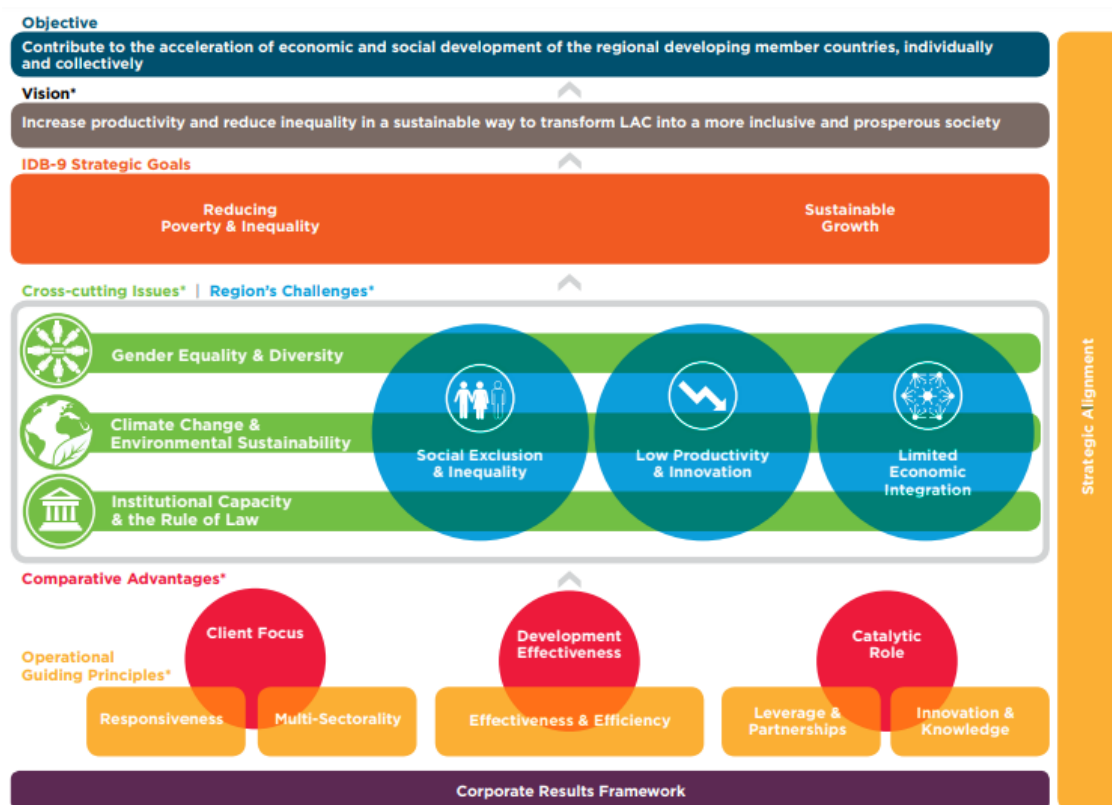 Objective
Contribute to the acceleration of economic and social development of the regional developing member countries, individually
and collectively
Vision*
Increase productivity and reduce inequality in a sustainable way to transform LAC into a more inclusive and prosperous society
IDB-9 Strategic Goals
Reducing
Poverty & Inequality
Sustainable
Growth
Cross-cutting Issues* | Region's Challenges*
Gender Equality & Diversity
Climate Change &
Environmental Sustainability
Institutional Capacity
& the Rule of Law
Social Exclusion
& Inequality
Low Productivity
& Innovation
Limited
Economic
Integration
Comparative Advantages*
Client Focus
Development
Effectiveness
Catalytic
Role
Operational
Guiding Principles*
Responsiveness
Multi-Sectorality
Effectiveness & Efficiency
Leverage &
Partnerships
Innovation &
Knowledge
Corporate Results Framework
Strategic Alignment